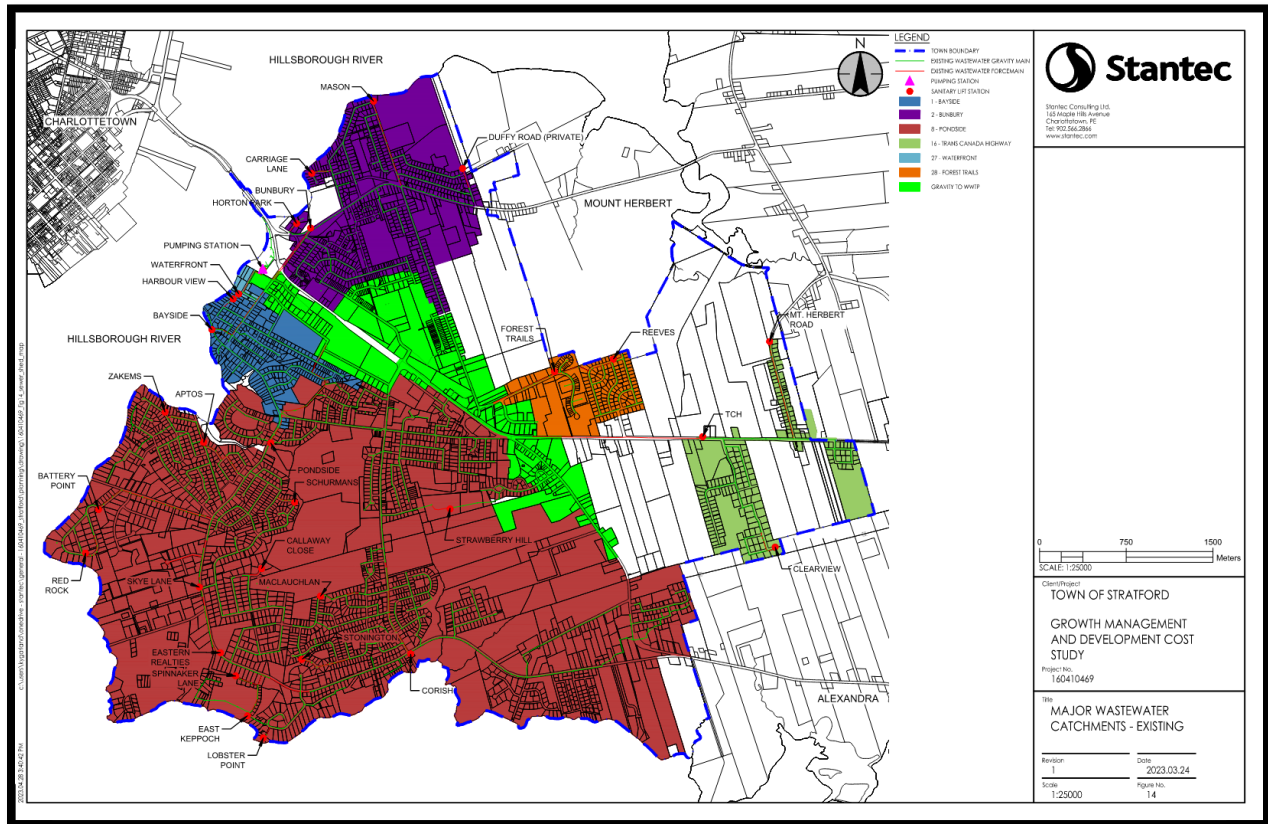 HILLSBOROUGH RIVER
MASON
CHARLOTTETOWN
DUFFY ROAD (PRIVATE)
CARRIAGE
LANE
BUNBURY
HORTON PARK
MOUNT HERBERT
PUMPING STATION
WATERFRONT
HARBOUR VIEW
BAYSIDE
HILLSBOROUGH RIVER
FOREST
TRAILS
REEVES
MT. HERBERT
ROAD
ZAKEMS
APTOS
TCH
BATTERY
POINT
PONDSIDE
SCHURMANS
STRAWBERRY HILL
CALLAWAY
CLOSE
RED
ROCK
SKYE LANE
MACLAUCHLAN
CLEARVIEW
STONINGTON
EASTERN
REALTIES
SPINNAKER
LANE
CORISH
ALEXANDRA
EAST
KEPPOCH
LOBSTER
POINT
N
LEGEND
TOWN BOUNDARY
EXISTING WASTEWATER GRAVITY MAIN
EXISTING WASTEWATER FORCEMAIN
PUMPING STATION
SANITARY LIFT STATION
1 - BAYSIDE
2 - BUNBURY
8 - PONDSIDE
16 - TRANS CANADA HIGHWAY
27 - WATERFRONT
28 - FOREST TRAILS
GRAVITY TO WWTP
Stantec
Stantec Consulting Ltd.
165 Maple Hills Avenue
Charlottetown, PE
Tel: 902.566.2866
www.stantec.com
0 750 1500
Meters
SCALE: 1:25000
Client/Project
TOWN OF STRATFORD
GROWTH MANAGEMENT
AND DEVELOPMENT COST
STUDY
Project No.
160410469
Title
MAJOR WASTEWATER
CATCHMENTS - EXISTING
Revision Date
1 2023.03.24
Scale Figure No.
1:25000 14